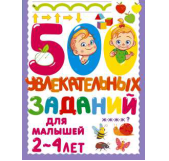 500
УВЛЕКАТЕЛЬНЫХ
ЗАДАНИЙ
ДЛЯ
МАЛЫШЕЙ
2-4 ЛЕТ
?